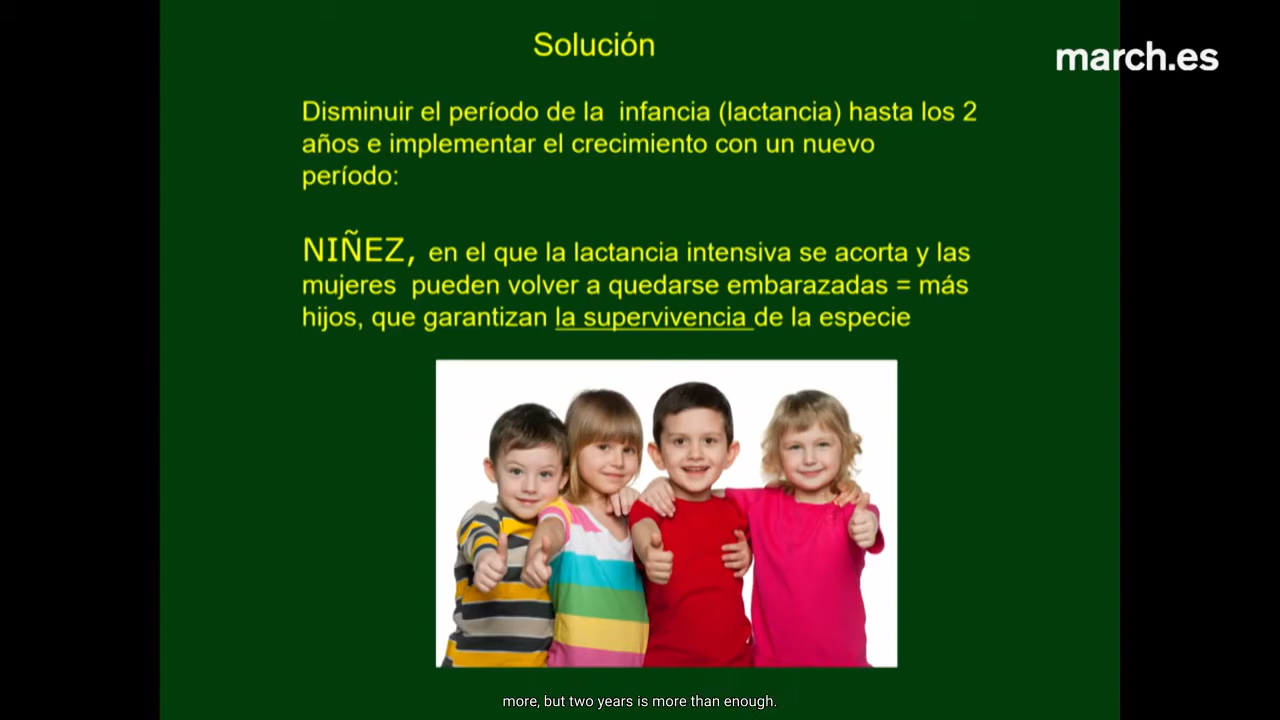 Solución
march.es
Disminuir el período de la infancia (lactancia) hasta los 2
años e implementar el crecimiento con un nuevo
período:
NIÑEZ, en el que la lactancia intensiva se acorta y las
mujeres pueden volver a quedarse embarazadas = más
hijos, que garantizan la supervivencia de la especie
more, but two years is more than enough.